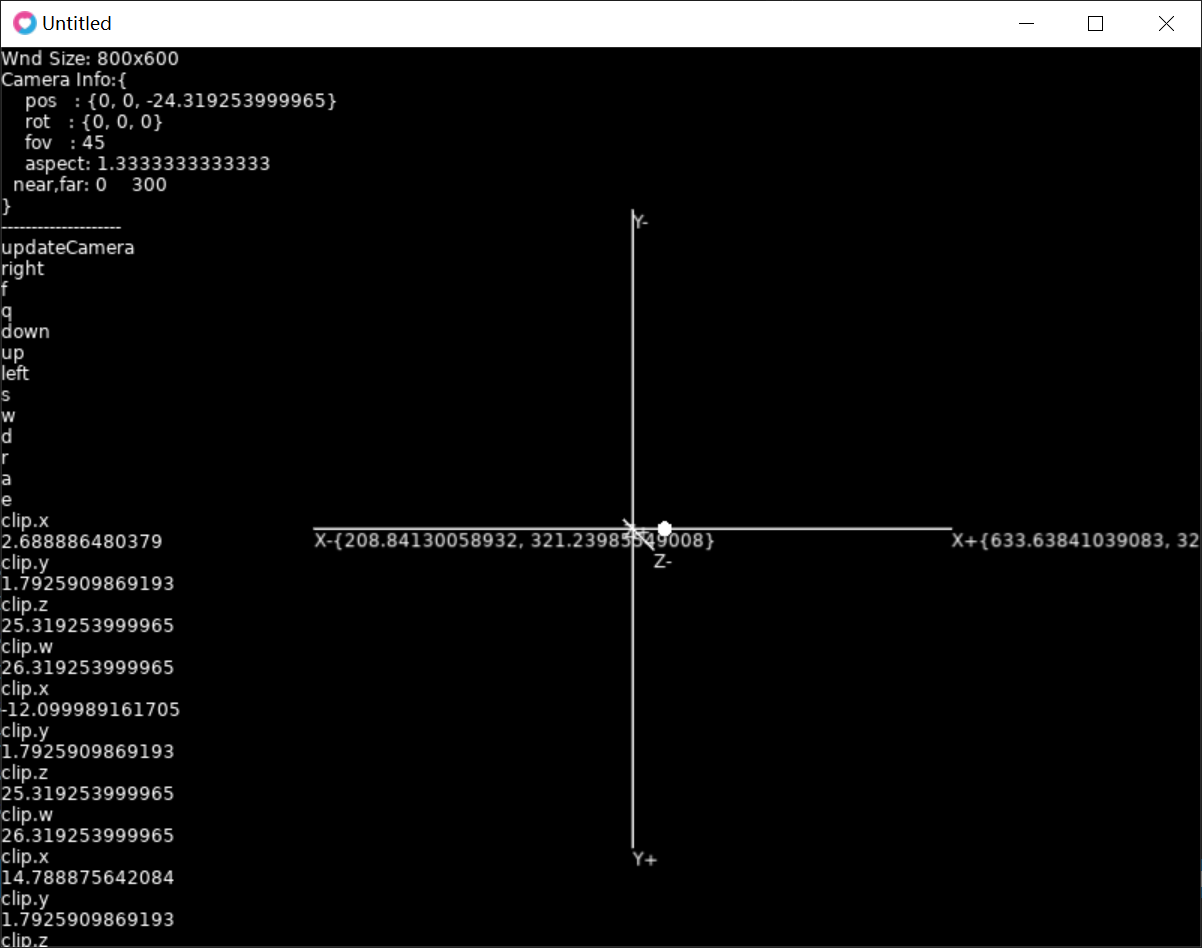 Untitled
Wnd Size: 800x600
Camera Info:{
pos : {0, 0, -24.319253999965}
rot : {0, 0, 0}
fov : 45
aspect: 1.3333333333333
near,far: 0 300
}
--------------------
updateCamera
right
f
q
down
up
left
s
w
d
r
a
e
clip.x
2.688886480379
clip.y
1.7925909869193
clip.z
25.319253999965
clip.w
26.319253999965
clip.x
-12.099989161705
clip.y
1.7925909869193
clip.z
25.319253999965
clip.w
26.319253999965
clip.x
14.788875642084
clip.y
1.7925909869193
clip.z
Y-
X-{208.84130058932, 321.23985549008}
X+{633.63841039083, 32
Z-
Y+